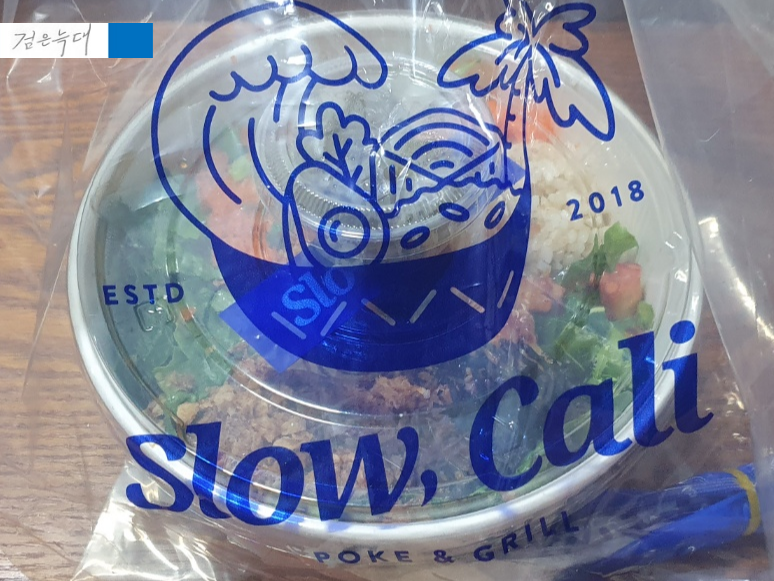 검은늑대
2018
ESTD
Slo
slow, cali
POKE & GRILL